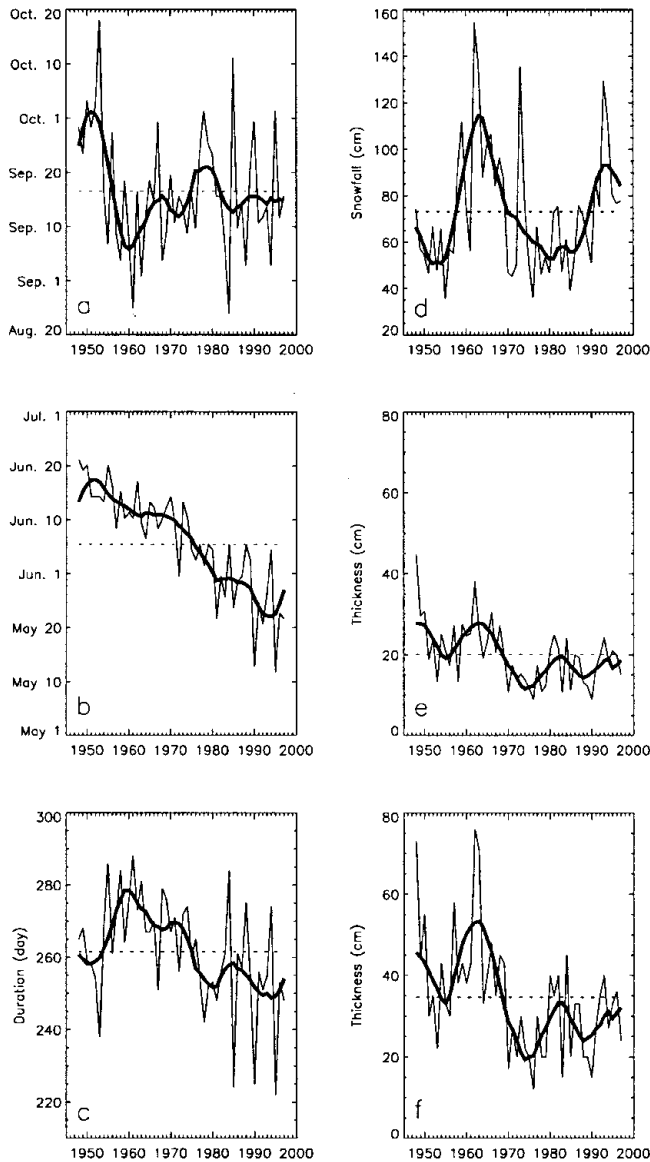 Oct. 20
Oct. 10
Oct. 1
Sep. 20
Sep. 10
Sep. 1
Aug. 20
a
1950 1960 1970 1980 1990 2000
Snowfall (cm)
160
140
120
100
80
60
40
20
d
1950 1960 1970 1980 1990 2000
Jul. 1
Jun. 20
Jun. 10
Jun. 1
May 20
May 10
May 1
b
1950 1960 1970 1980 1990 2000
Thickness (cm)
80
60
40
20
0
e
1950 1960 1970 1980 1990 2000
Duration (day)
300
280
270
260
250
240
220
c
1950 1960 1970 1980 1990 2000
Thickness (cm)
80
60
40
20
0
f
1950 1960 1970 1980 1990 2000